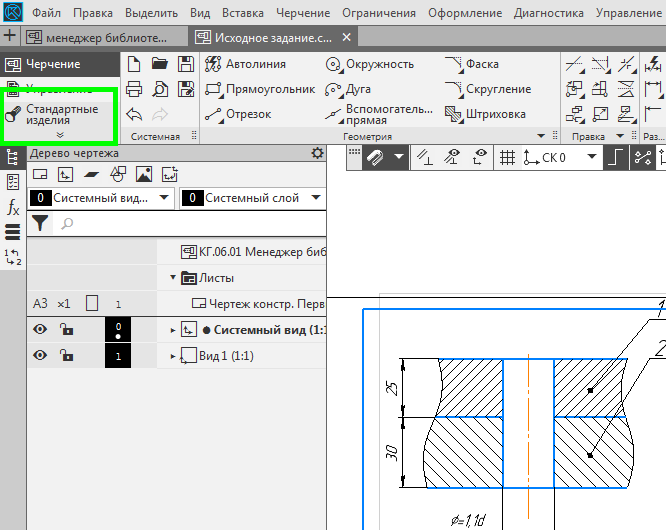 Файл Правка Выделить Вид Вставка Черчение Ограничения Оформление Диагностика Управление
менеджер библиоте... Исходное задание.c...
Черчение
Управление
Стандартные
изделия
Системная
Автолиния
Прямоугольник
Отрезок
Окружность
Дуга
Вспомогатель...
прямая
Фаска
Скругление
Штриховка
Геометрия
Правка
Раз...
Дерево чертежа
СК 0
0 Системный вид...
0 Системный слой
КГ.06.01 Менеджер биб
Листы
А3 ×1 1 Чертеж констр. Перв
0 Системный вид (1:1
1 Вид 1 (1:1)
1
2
25
30
ϕ=1,1d